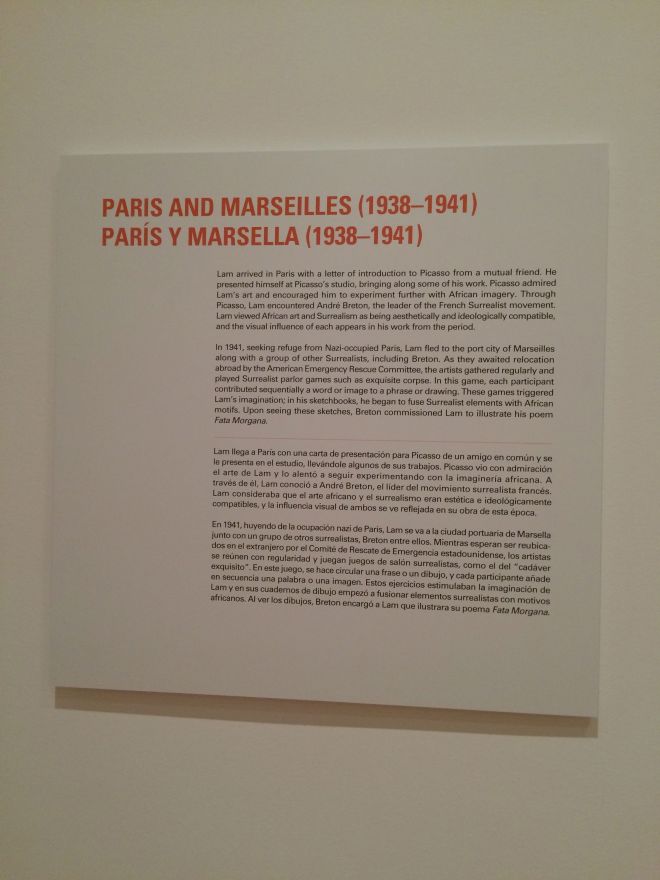 PARIS AND MARSEILLES (1938–1941)
PARÍS Y MARSELLA (1938–1941)
Lam arrived in Paris with a letter of introduction to Picasso from a mutual friend. He
presented himself at Picasso's studio, bringing along some of his work. Picasso admired
Lam's art and encouraged him to experiment further with African imagery. Through
Picasso, Lam encountered André Breton, the leader of the French Surrealist movement.
Lam viewed African art and Surrealism as being aesthetically and ideologically compatible,
and the visual influence of each appears in his work from the period.
In 1941, seeking refuge from Nazi-occupied Paris, Lam fled to the port city of Marseilles
along with a group of other Surrealists, including Breton. As they awaited relocation
abroad by the American Emergency Rescue Committee, the artists gathered regularly and
played Surrealist parlor games such as exquisite corpse. In this game, each participant
contributed sequentially a word or image to a phrase or drawing. These games triggered
Lam's imagination; in his sketchbooks, he began to fuse Surrealist elements with African
motifs. Upon seeing these sketches, Breton commissioned Lam to illustrate his poem
Fata Morgana.
Lam llega a París con una carta de presentación para Picasso de un amigo en común y se
le presenta en el estudio, llevándole algunos de sus trabajos. Picasso vio con admiración
el arte de Lam y lo alentó a seguir experimentando con la imaginería africana. A
través de él, Lam conoció a André Breton, el líder del movimiento surrealista francés.
Lam consideraba que el arte africano y el surrealismo eran estética e ideológicamente
compatibles, y la influencia visual de ambos se ve reflejada en su obra de esta época.
En 1941, huyendo de la ocupación nazi de París, Lam se va a la ciudad portuaria de Marsella
junto con un grupo de otros surrealistas, Breton entre ellos. Mientras esperan ser reubica-
dos en el extranjero por el Comité de Rescate de Emergencia estadounidense, los artistas
se reúnen con regularidad y juegan juegos de salón surrealistas, como el del "cadáver
exquisito". En este juego, se hace circular una frase o un dibujo, y cada participante añade
en secuencia una palabra o una imagen. Estos ejercicios estimulaban la imaginación de
Lam y en sus cuadernos de dibujo empezó a fusionar elementos surrealistas con motivos
africanos. Al ver los dibujos, Breton encargó a Lam que ilustrara su poema Fata Morgana.